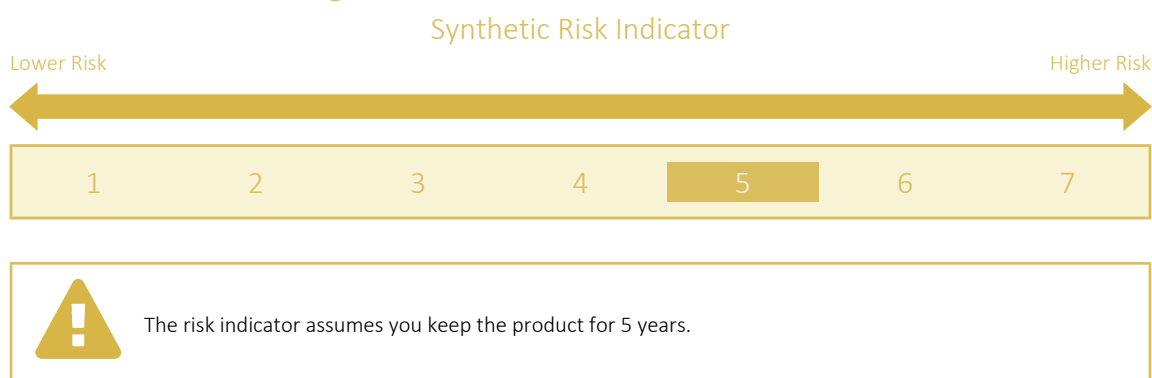 Synthetic Risk Indicator
Lower Risk Higher Risk
1 2 3 4 5 6 7
The risk indicator assumes you keep the product for 5 years.